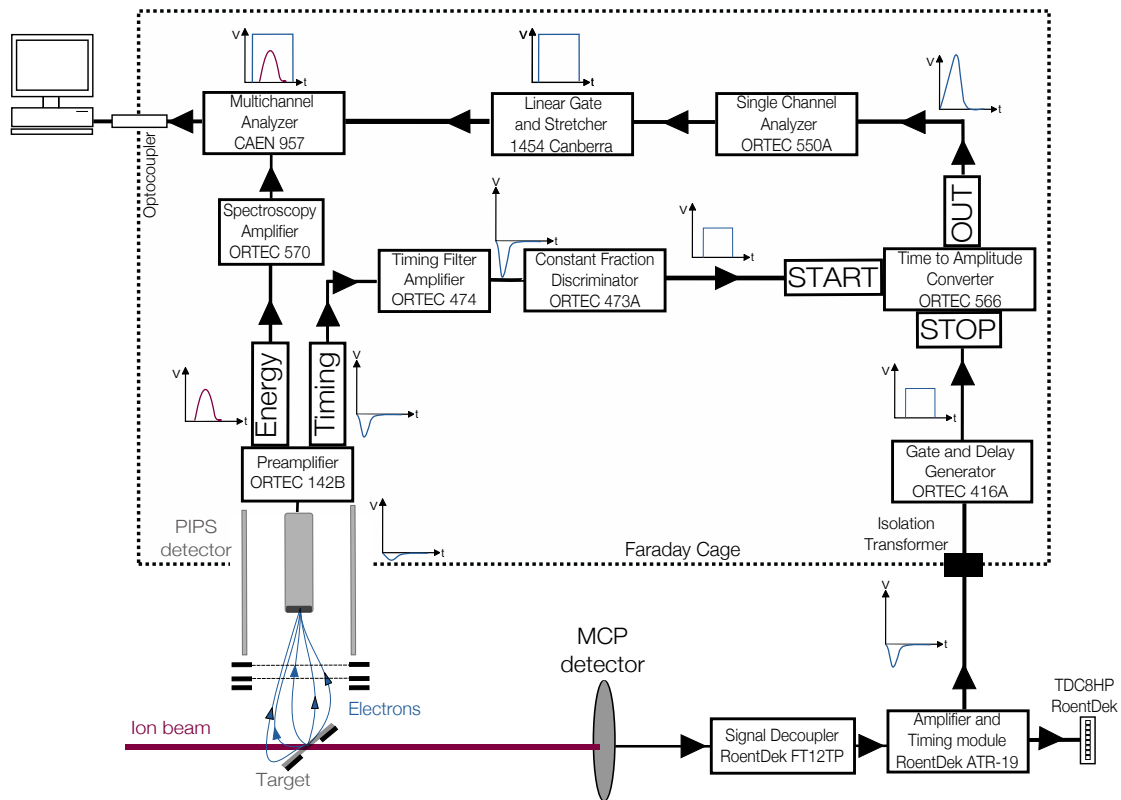 V
t
V
t
V
t
Multichannel
Analyzer
CAEN 957
Linear Gate
and Stretcher
1454 Canberra
Single Channel
Analyzer
ORTEC 550A
Optocoupler
Spectroscopy
Amplifier
ORTEC 570
V
t
V
t
OUT
Timing Filter
Amplifier
ORTEC 474
Constant Fraction
Discriminator
ORTEC 473A
START
Time to Amplitude
Converter
ORTEC 566
STOP
V
t
Energy
Timing
V
t
V
t
Preamplifier
ORTEC 142B
Gate and Delay
Generator
ORTEC 416A
V
t
PIPS
detector
Isolation
Transformer
Faraday Cage
V
t
MCP
detector
Electrons
Ion beam
Target
Signal Decoupler
RoentDek FT12TP
Amplifier and
Timing module
RoentDek ATR-19
TDC8HP
RoentDek